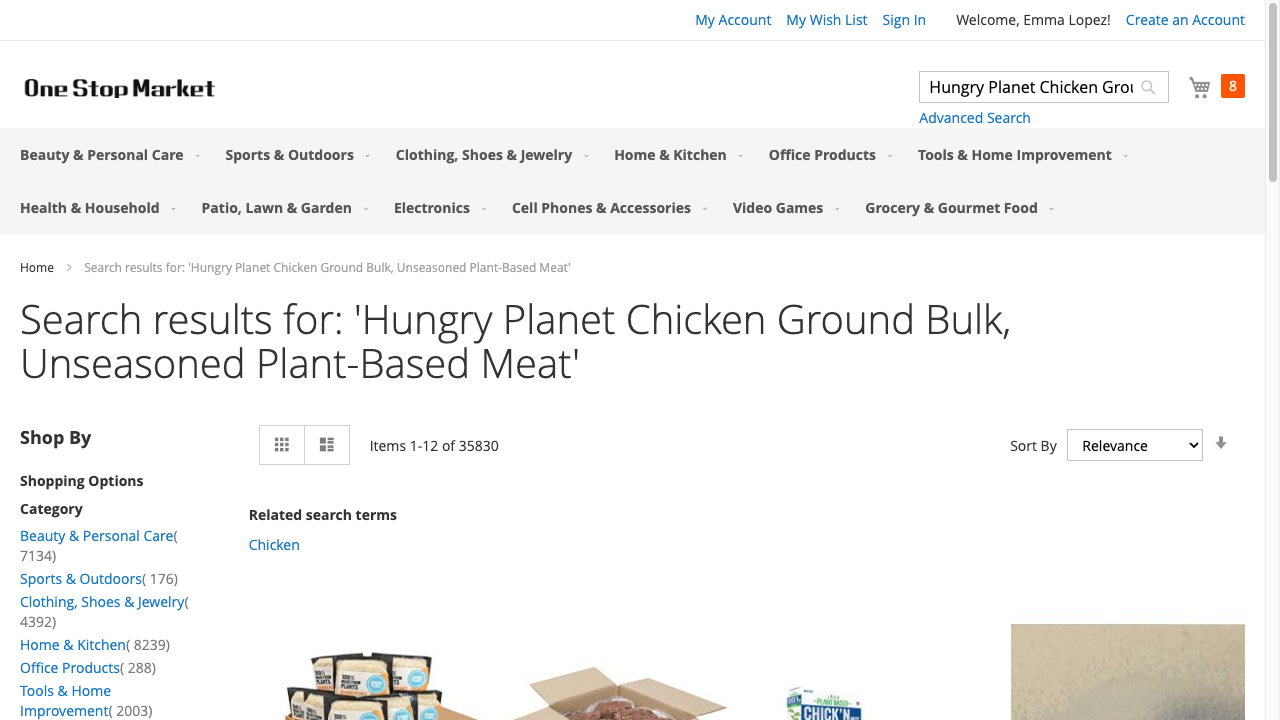 My Account My Wish List Sign In Welcome, Emma Lopez! Create an Account
One Stop Market
Hungry Planet Chicken Grou
8
Advanced Search
Beauty & Personal Care Sports & Outdoors Clothing, Shoes & Jewelry Home & Kitchen Office Products Tools & Home Improvement
Health & Household Patio, Lawn & Garden Electronics Cell Phones & Accessories Video Games Grocery & Gourmet Food
Home Search results for: 'Hungry Planet Chicken Ground Bulk, Unseasoned Plant-Based Meat'
Search results for: 'Hungry Planet Chicken Ground Bulk,
Unseasoned Plant-Based Meat'
Shop By
Items 1-12 of 35830
Sort By Relevance
Shopping Options
Category
Beauty & Personal Care( 
7134)
Sports & Outdoors( 176)
Clothing, Shoes & Jewelry(
4392)
Home & Kitchen( 8239)
Office Products( 288)
Tools & Home
Improvement( 2003)
Related search terms
Chicken